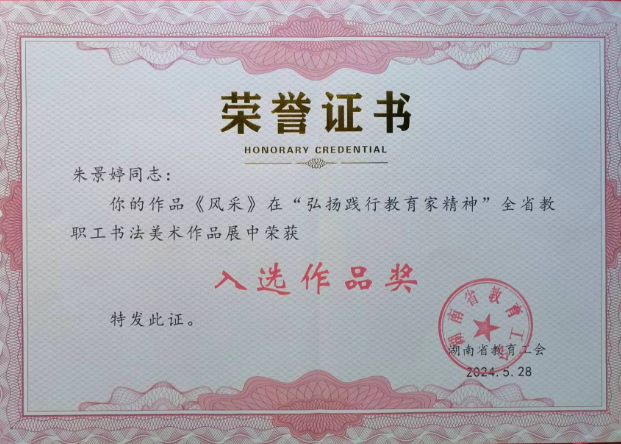 荣誉证书
HONORARY CREDENTIAL
朱景婷同志：
你的作品《风采》在“弘扬践行教育家精神”全省教
职工书法美术作品展中荣获
入选作品奖
特发此证。
湖南省教育工会
湖南省教育工会
2024.5.28